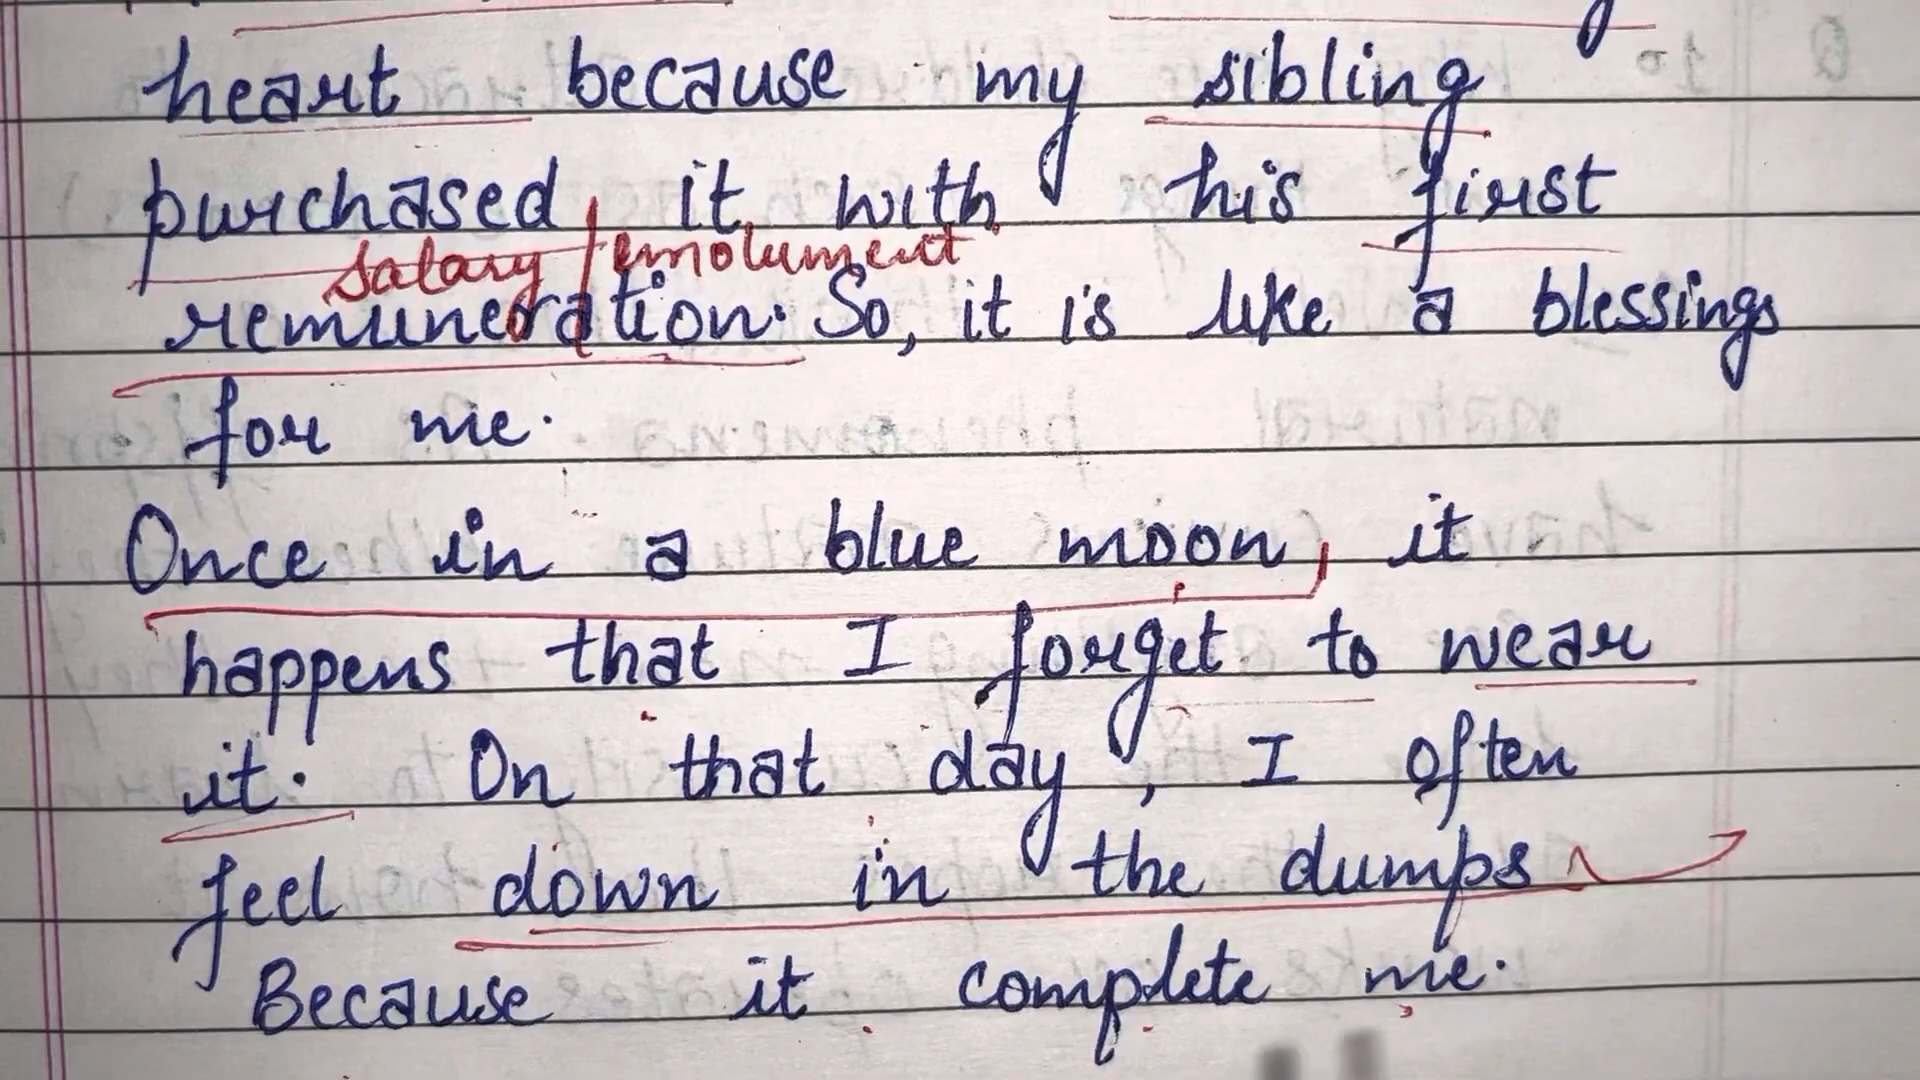 heart because my sibling
purchased it with his first
salary / emolument
remuneration. So, it is like a blessings
for me.
Once in a blue moon, it
happens that I forget to wear
it. On that day, I often
feel down in the dumps
Because it complete me.